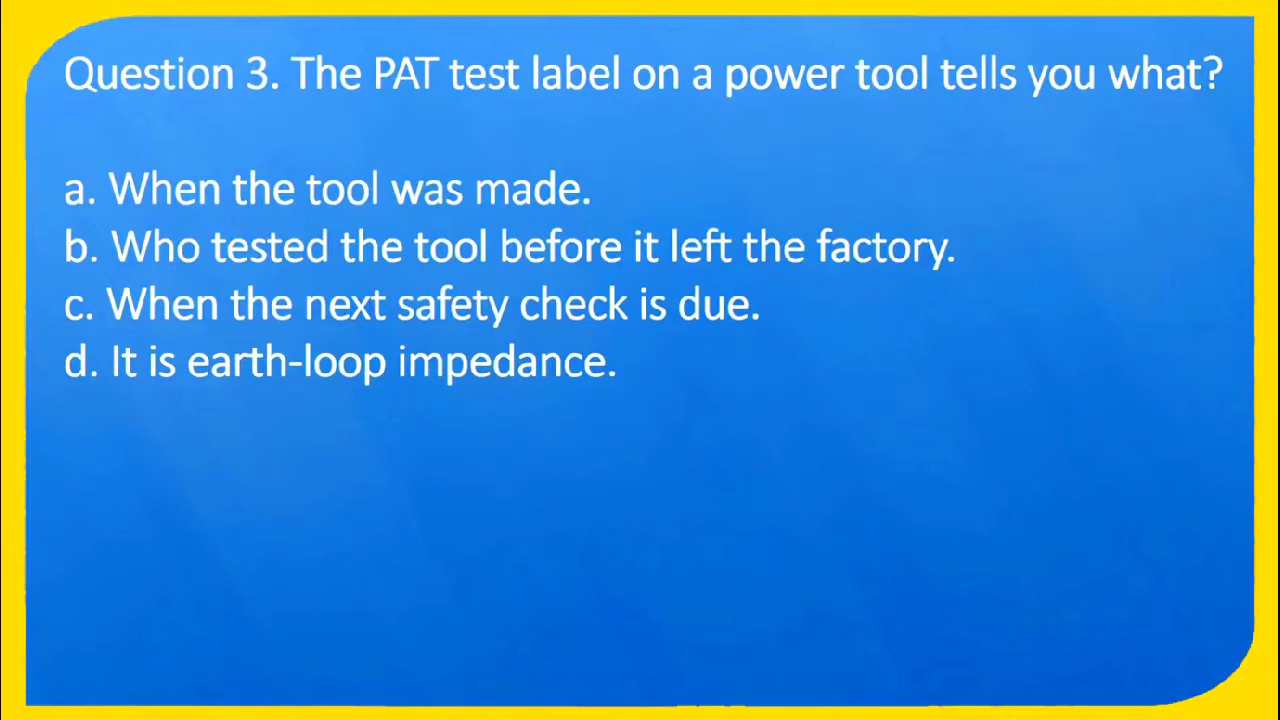 Question 3. The PAT test label on a power tool tells you what?
a. When the tool was made.
b. Who tested the tool before it left the factory.
c. When the next safety check is due.
d. It is earth-loop impedance.